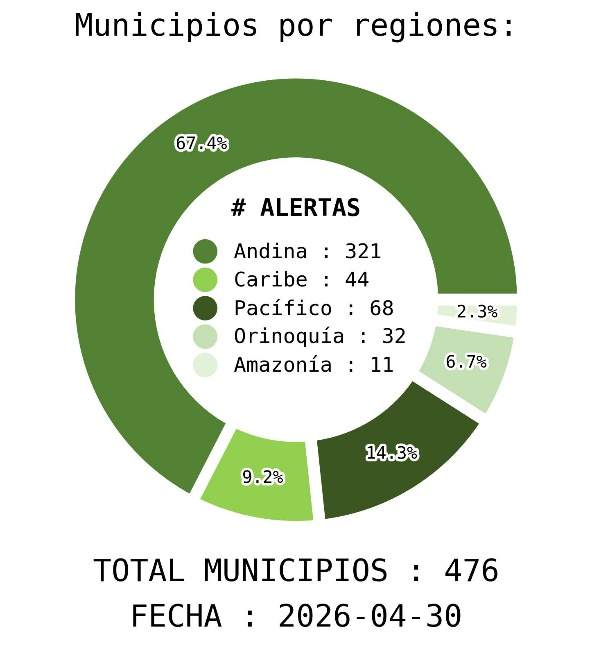 Municipios por regiones:
67.4%
# ALERTAS
Andina : 321
Caribe : 44
Pacífico : 68
Orinoquía : 32
Amazonía : 11
2.3%
6.7%
14.3%
9.2%
TOTAL MUNICIPIOS : 476
FECHA : 2026-04-30